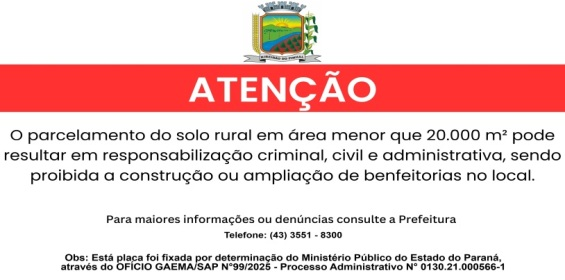 ATENÇÃO
O parcelamento do solo rural em área menor que 20.000 m² pode
resultar em responsabilização criminal, civil e administrativa, sendo
proibida a construção ou ampliação de benfeitorias no local.
Para maiores informações ou denúncias consulte a Prefeitura
Telefone: (43) 3551 - 8300
Obs: Está placa foi fixada por determinação do Ministério Público do Estado do Paraná,
através do OFÍCIO GAEMA/SAP N°99/2025 - Processo Administrativo N° 0130.21.000566-1